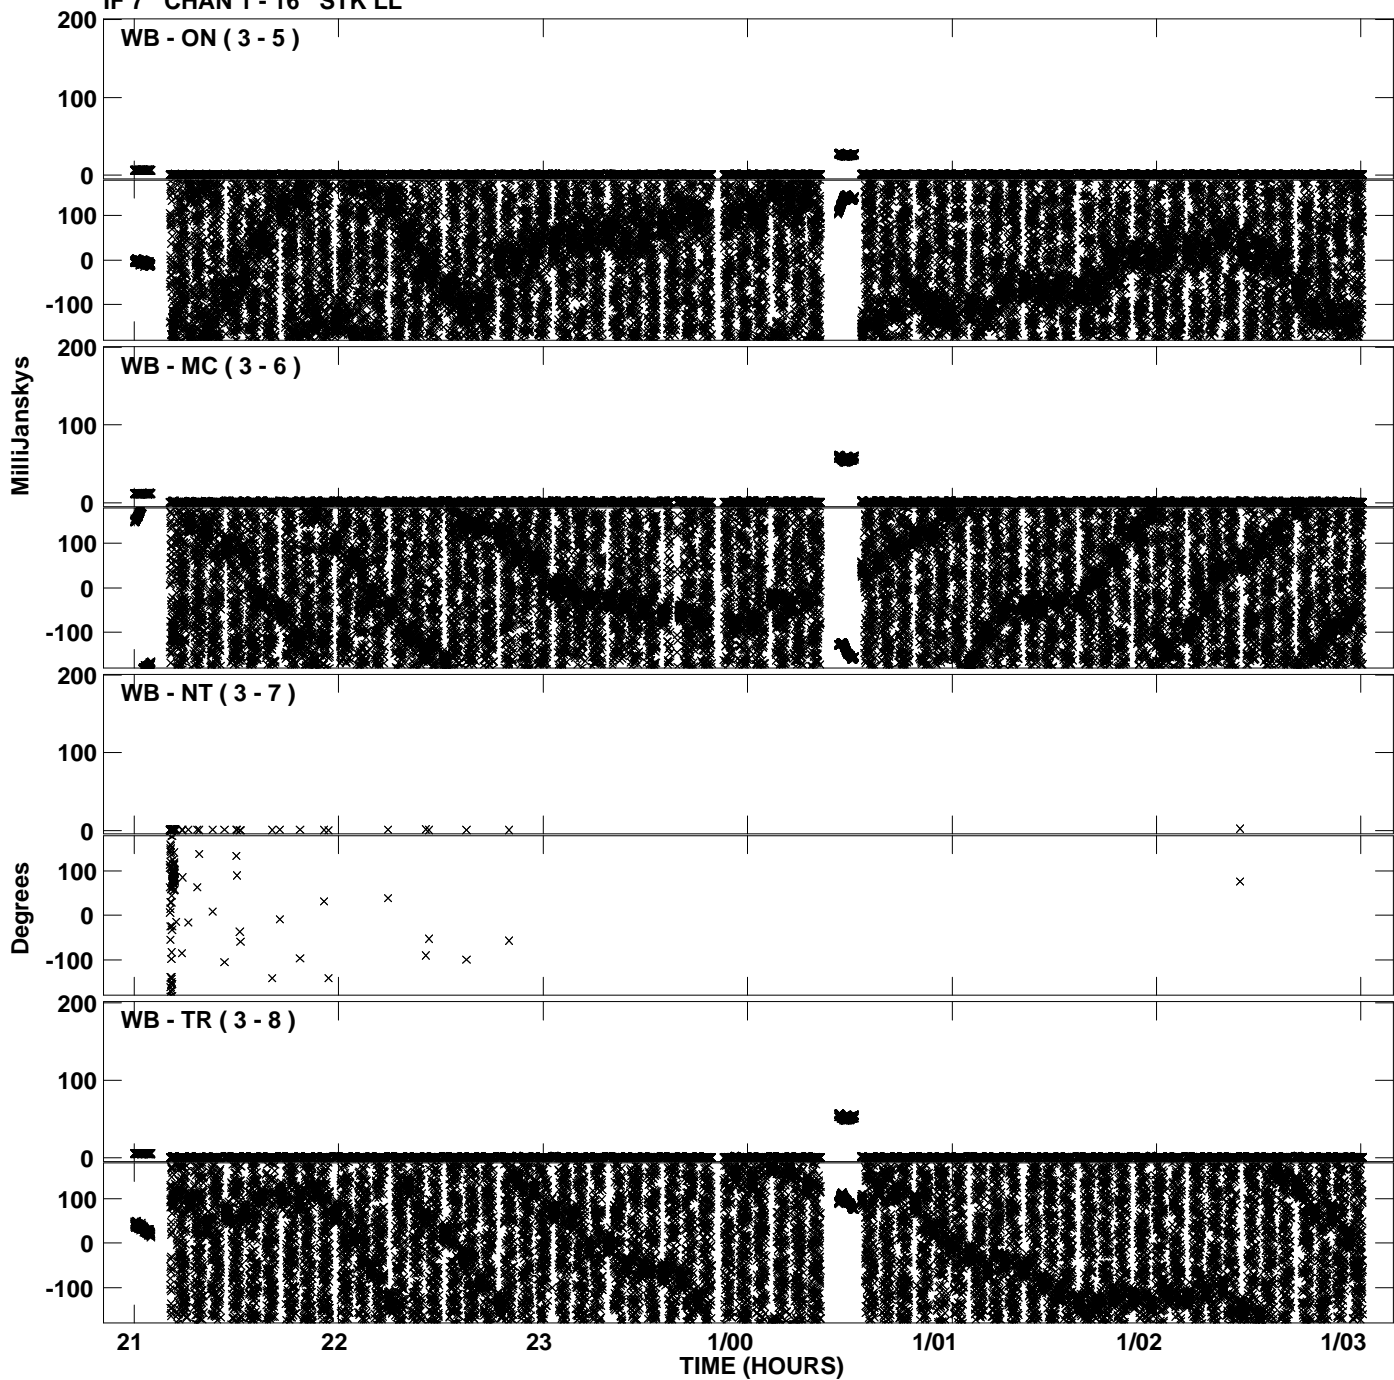 IF 7 CHAN 1 - 16 STK LL
200
WB - ON ( 3 - 5 )
100
0
100
0
-100
200
WB - MC ( 3 - 6 )
100
0
100
0
-100
MilliJanskys
200
WB - NT ( 3 - 7 )
100
0
100
0
-100
Degrees
200
WB - TR ( 3 - 8 )
100
0
100
0
-100
21 22 23 1/00 1/01 1/02 1/03
TIME (HOURS)